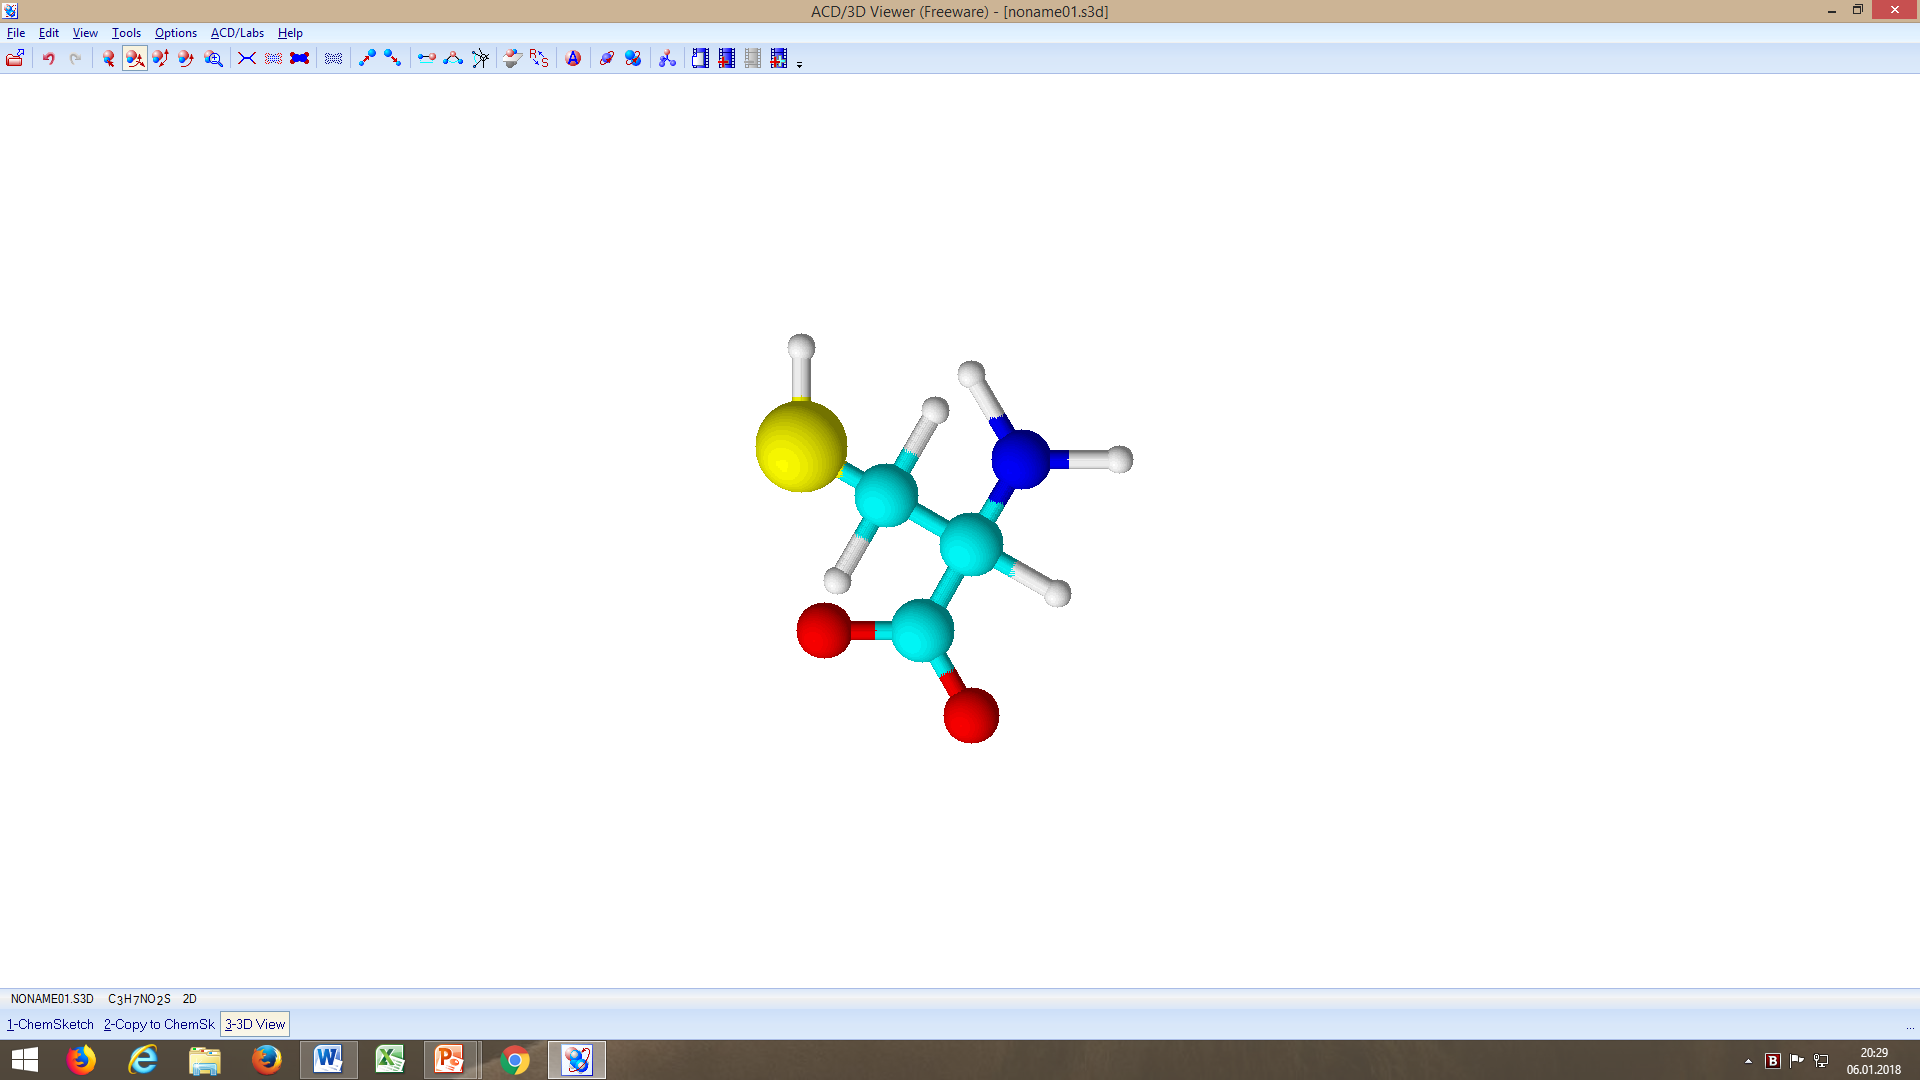 ACD/3D Viewer (Freeware) - [noname01.s3d]
File Edit View Tools Options ACD/Labs Help
NONAME01.S3D C3H7NO2S 2D
1-ChemSketch 2-Copy to ChemSk 3-3D View ...
20:29
06.01.2018